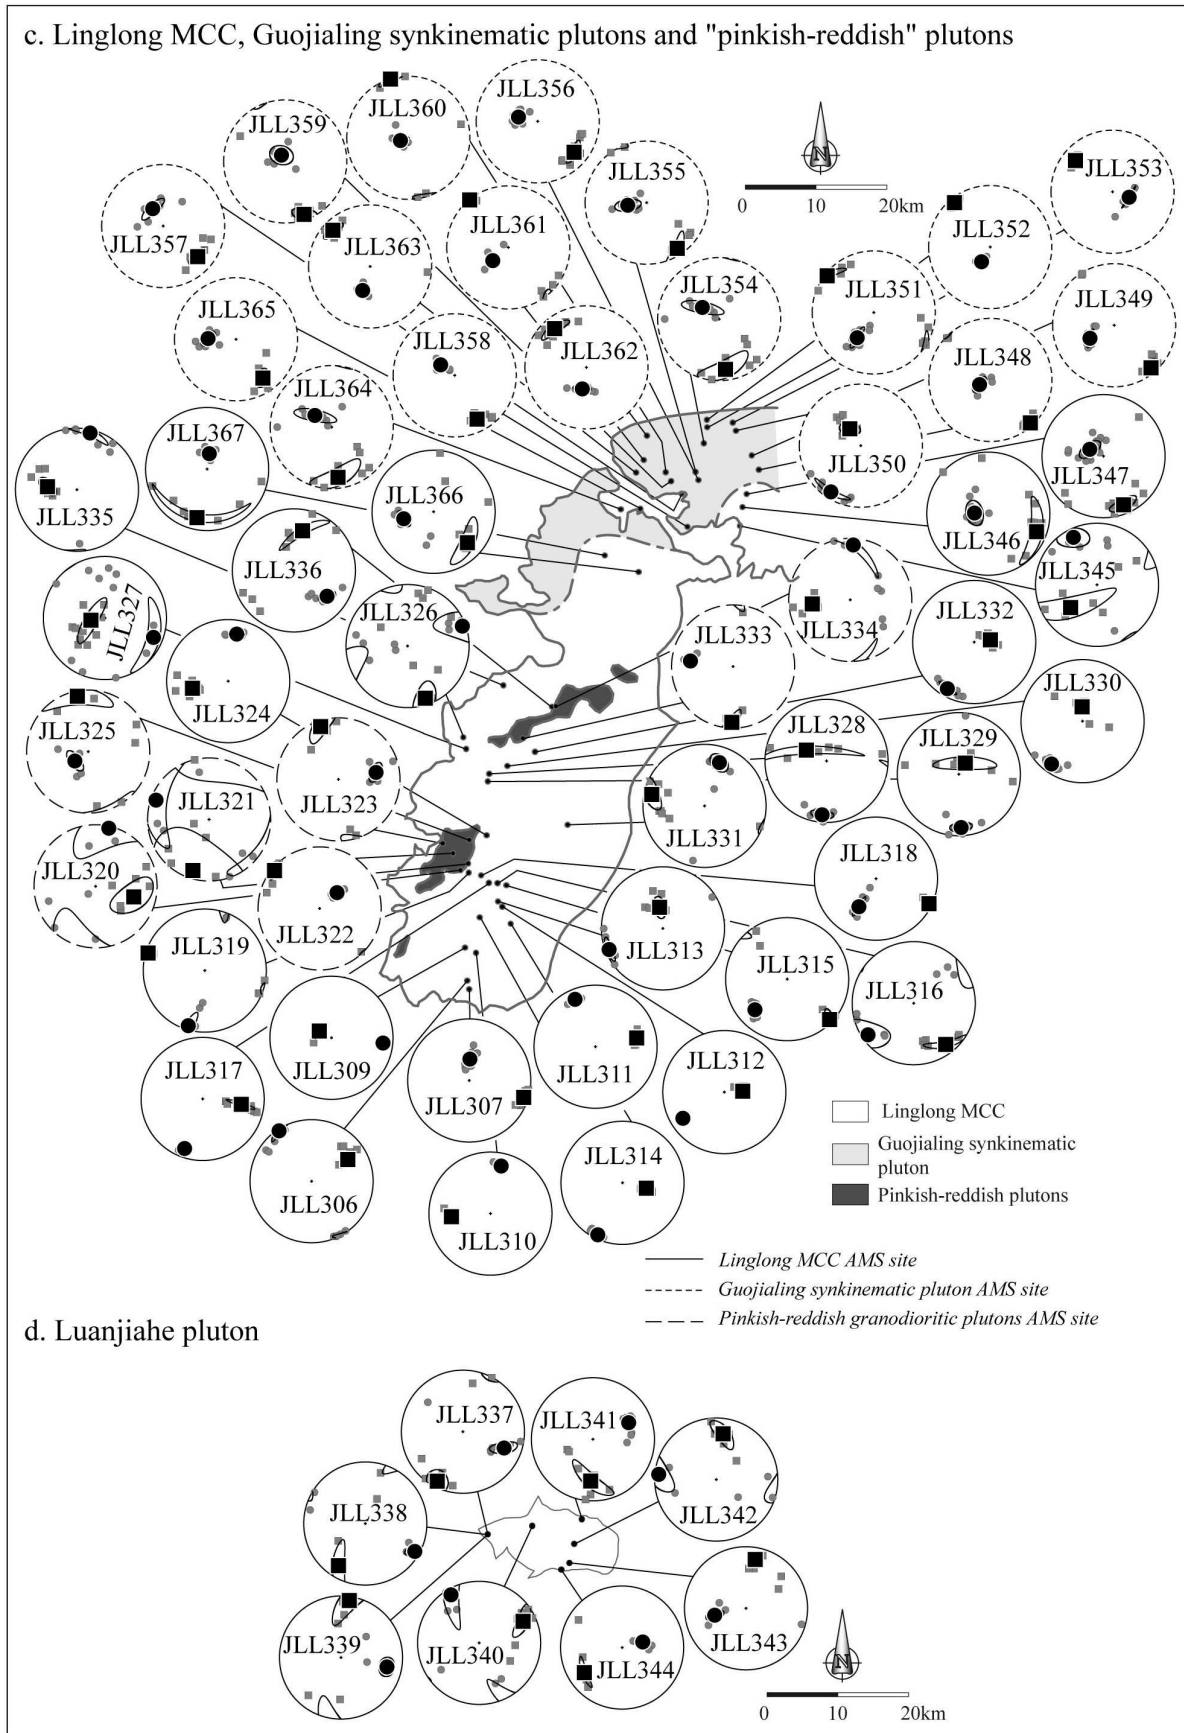 c. Linglong MCC, Guojialing synkinematic plutons and "pinkish-reddish" plutons
JLL356
JLL360
JLL359
JLL355
JLL353
N
0 10 20km
JLL357
JLL363
JLL361
JLL352
JLL354
JLL351
JLL349
JLL365
JLL358
JLL362
JLL348
JLL364
JLL367
JLL350
JLL347
JLL335
JLL366
JLL346
JLL336
JLL345
JLL327
JLL326
JLL334
JLL332
JLL333
JLL324
JLL330
JLL325
JLL328
JLL329
JLL321
JLL323
JLL331
JLL320
JLL318
JLL322
JLL319
JLL313
JLL315
JLL316
JLL309
JLL317
JLL307
JLL311
JLL312
JLL306
JLL310
JLL314
Linglong MCC
Guojialing synkinematic
pluton
Pinkish-reddish plutons
Linglong MCC AMS site
Guojialing synkinematic pluton AMS site
Pinkish-reddish granodioritic plutons AMS site
d. Luanjiahe pluton
JLL337
JLL341
JLL342
JLL338
JLL339
JLL340
JLL344
JLL343
N
0 10 20km